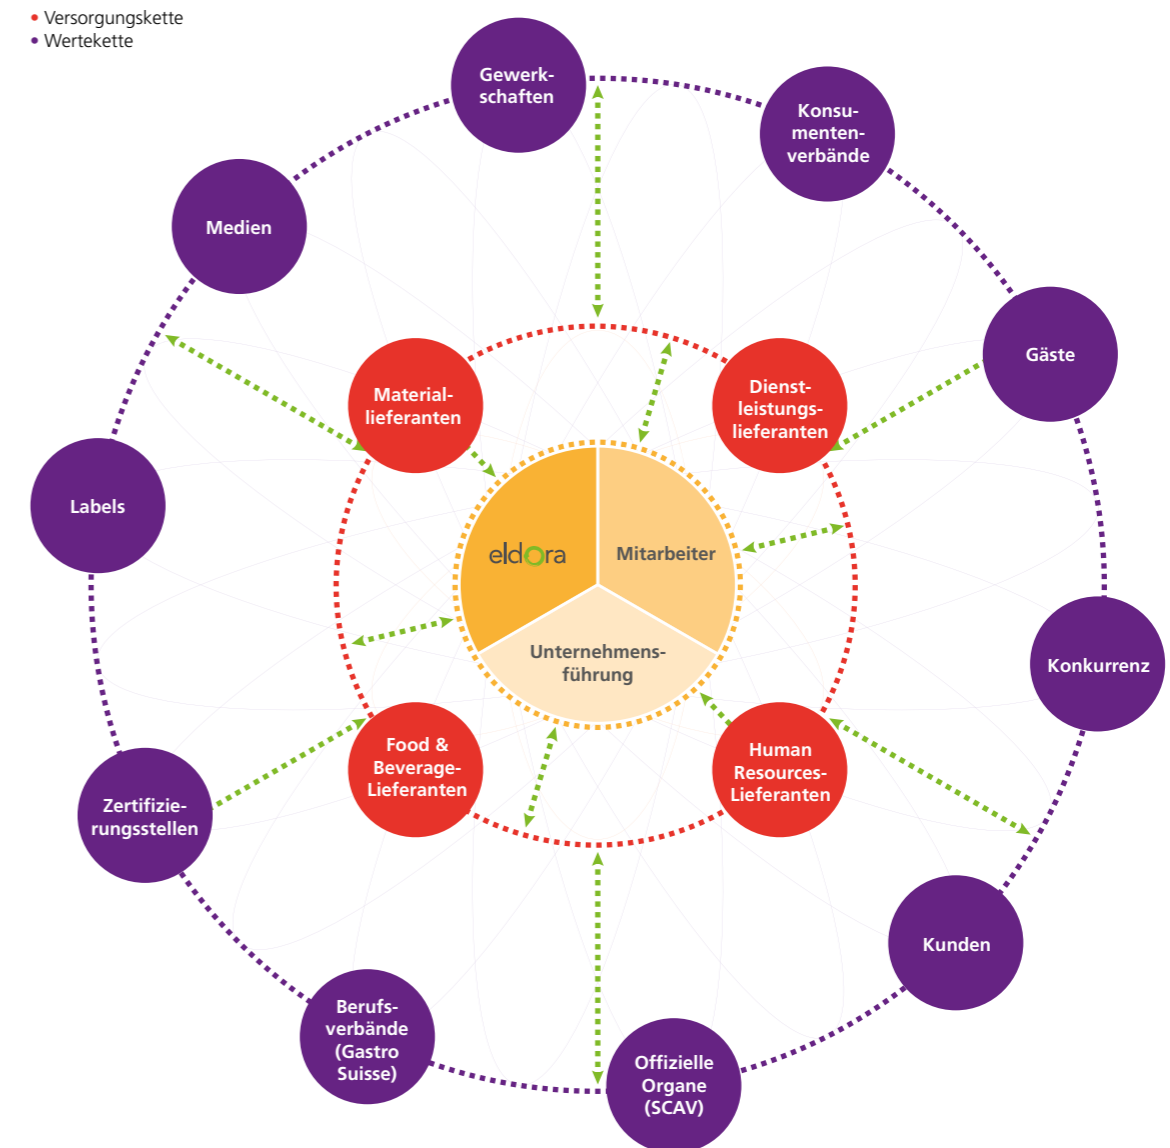 Versorgungskette
Wertekette
Gewerk-
schaften
Konsu-
menten-
verbände
Medien
Gäste
Material-
lieferanten
Dienst-
leistungs-
lieferanten
Labels
eldora
Mitarbeiter
Unternehmens-
führung
Konkurrenz
Food &
Beverage-
Lieferanten
Human
Resources-
Lieferanten
Zertifizie-
rungsstellen
Kunden
Berufs-
verbände
(Gastro
Suisse)
Offizielle
Organe
(SCAV)